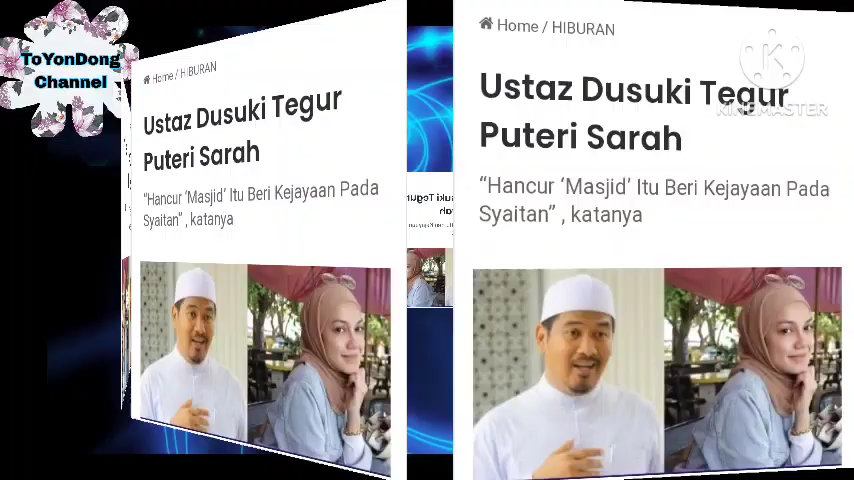 ToYonDong
Channel
Home / HIBURAN
Ustaz Dusuki Tegur
Puteri Sarah
“Hancur ‘Masjid’ Itu Beri Kejayaan Pada
Syaitan” , katanya
Home / HIBURAN
Ustaz Dusuki Tegur
Puteri Sarah
“Hancur ‘Masjid’ Itu Beri Kejayaan Pada
Syaitan” , katanya
KINEMASTER